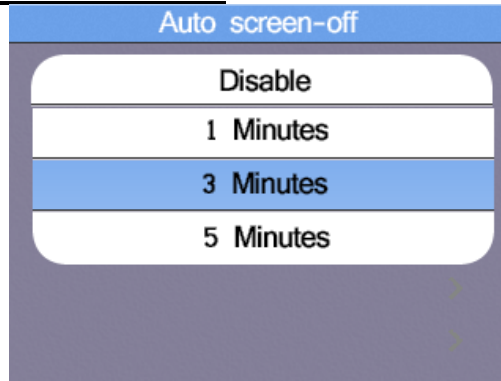 Auto screen-off
Disable
1 Minutes
3 Minutes
5 Minutes